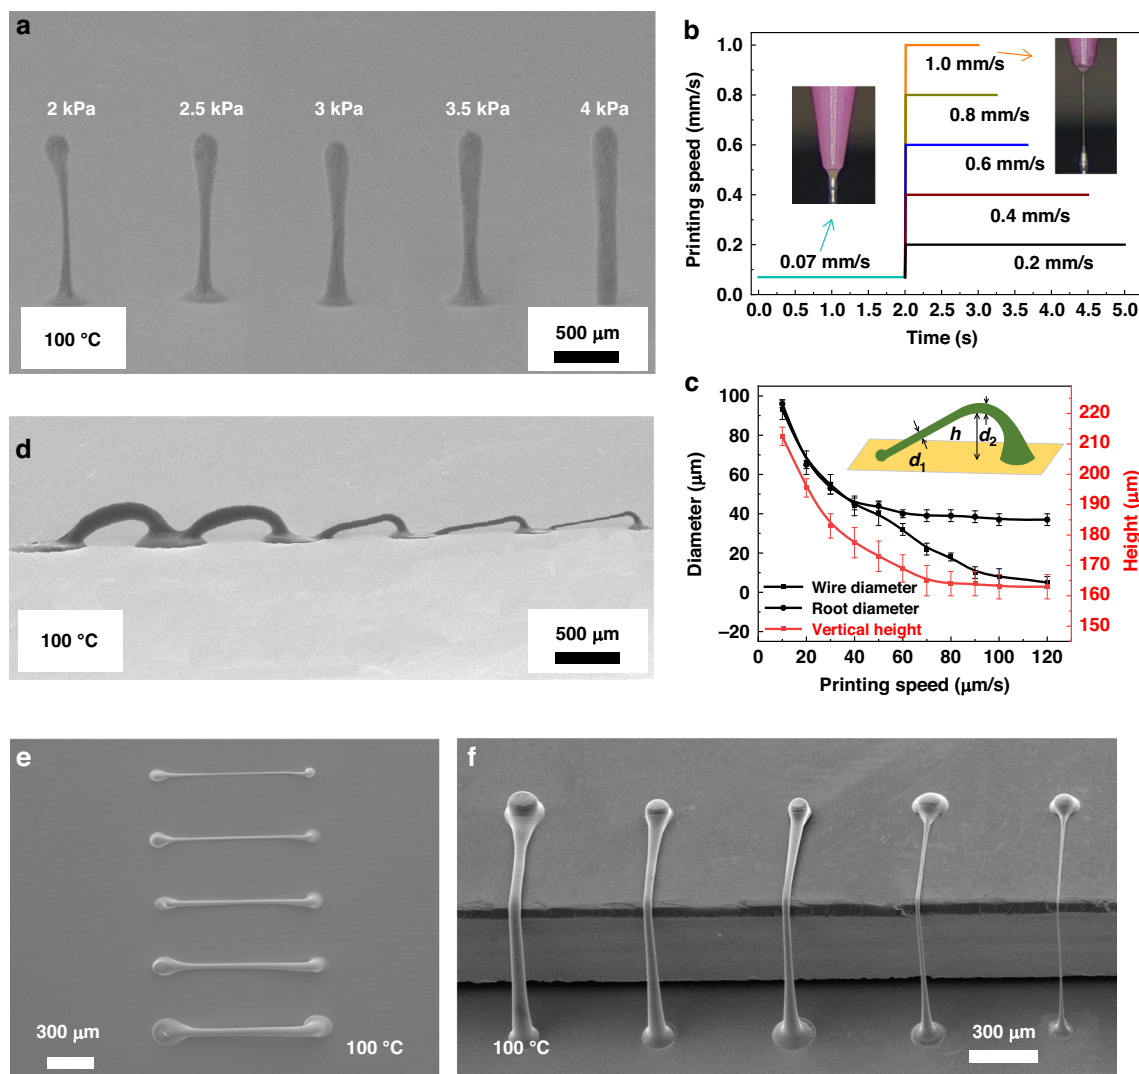 a
2 kPa 2.5 kPa 3 kPa 3.5 kPa 4 kPa
100 °C
500 μm
b
Printing speed (mm/s)
1.0
0.8
0.6
0.4
0.2
0.0
1.0 mm/s
0.8 mm/s
0.6 mm/s
0.4 mm/s
0.2 mm/s
0.07 mm/s
0.0 0.5 1.0 1.5 2.0 2.5 3.0 3.5 4.0 4.5 5.0
Time (s)
c
Diameter (μm)
100
80
60
40
20
0
−20
h
d1
d2
Wire diameter
Root diameter
Vertical height
220
210
200
190
180
170
160
150
Height (μm)
0 20 40 60 80 100 120
Printing speed (μm/s)
d
100 °C
500 μm
e
300 μm
100 °C
f
100 °C
300 μm